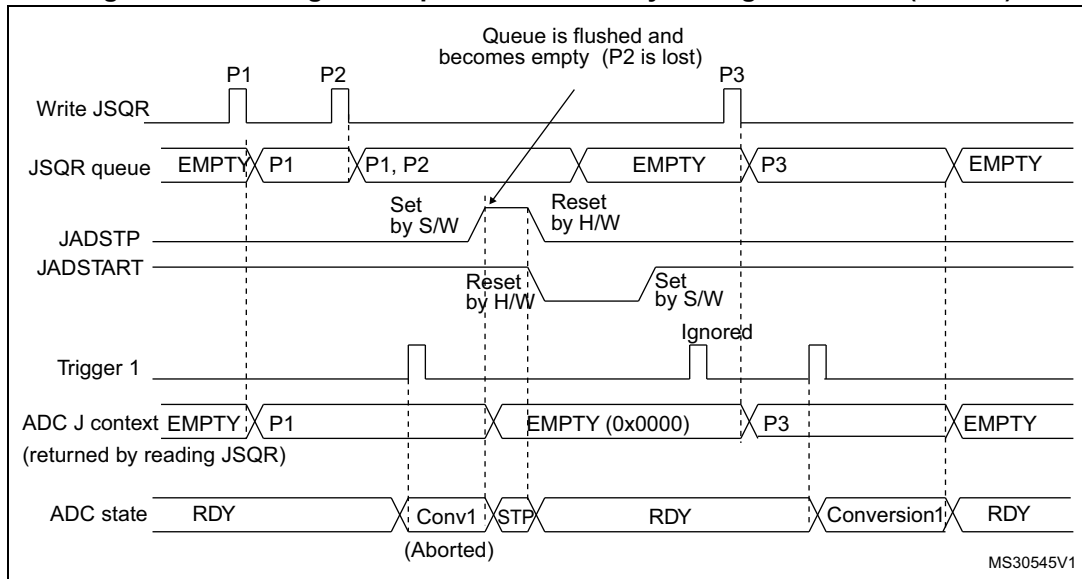 Queue is flushed and
becomes empty (P2 is lost)
P1 P2 P3
Write JSQR
JSQR queue EMPTY P1 P1, P2 EMPTY P3 EMPTY
Set
by S/W
Reset
by H/W
JADSTP
JADSTART
Reset
by H/W
Set
by S/W
Ignored
Trigger 1
ADC J context EMPTY P1 EMPTY (0x0000) P3 EMPTY
(returned by reading JSQR)
ADC state RDY Conv1 STP RDY Conversion1 RDY
(Aborted)
MS30545V1